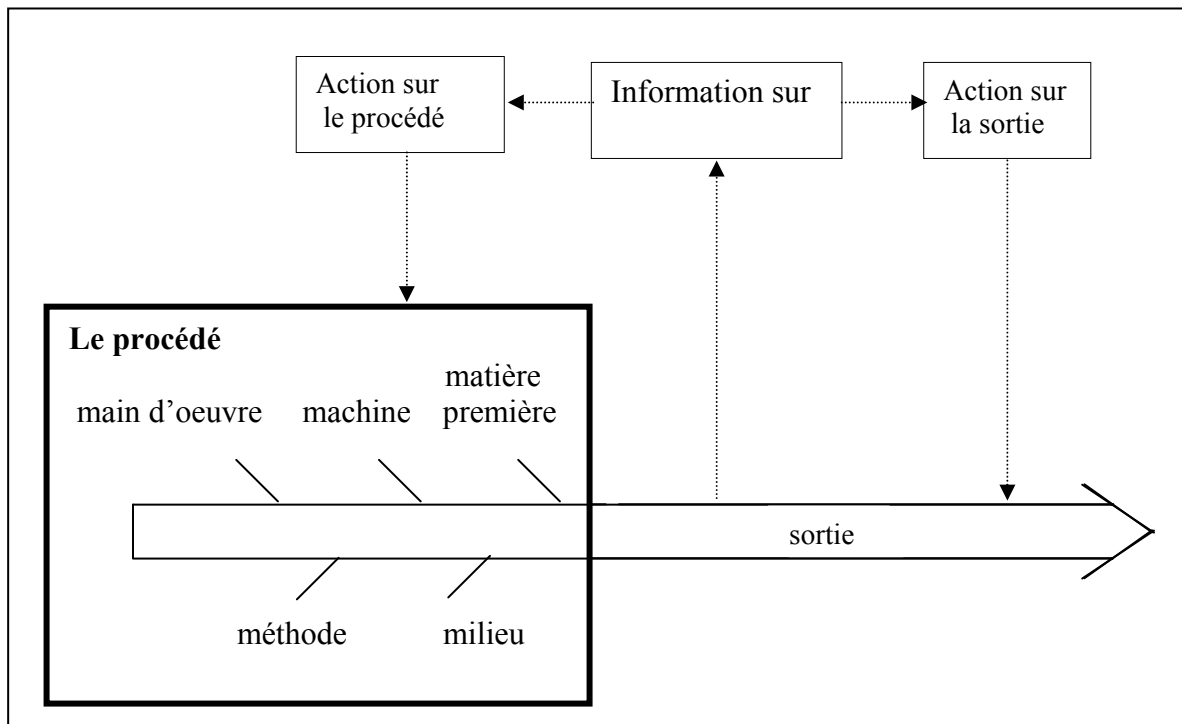 Action sur
le procédé
Information sur
Action sur
la sortie
Le procédé
main d'oeuvre
machine
matière
première
sortie
méthode
milieu